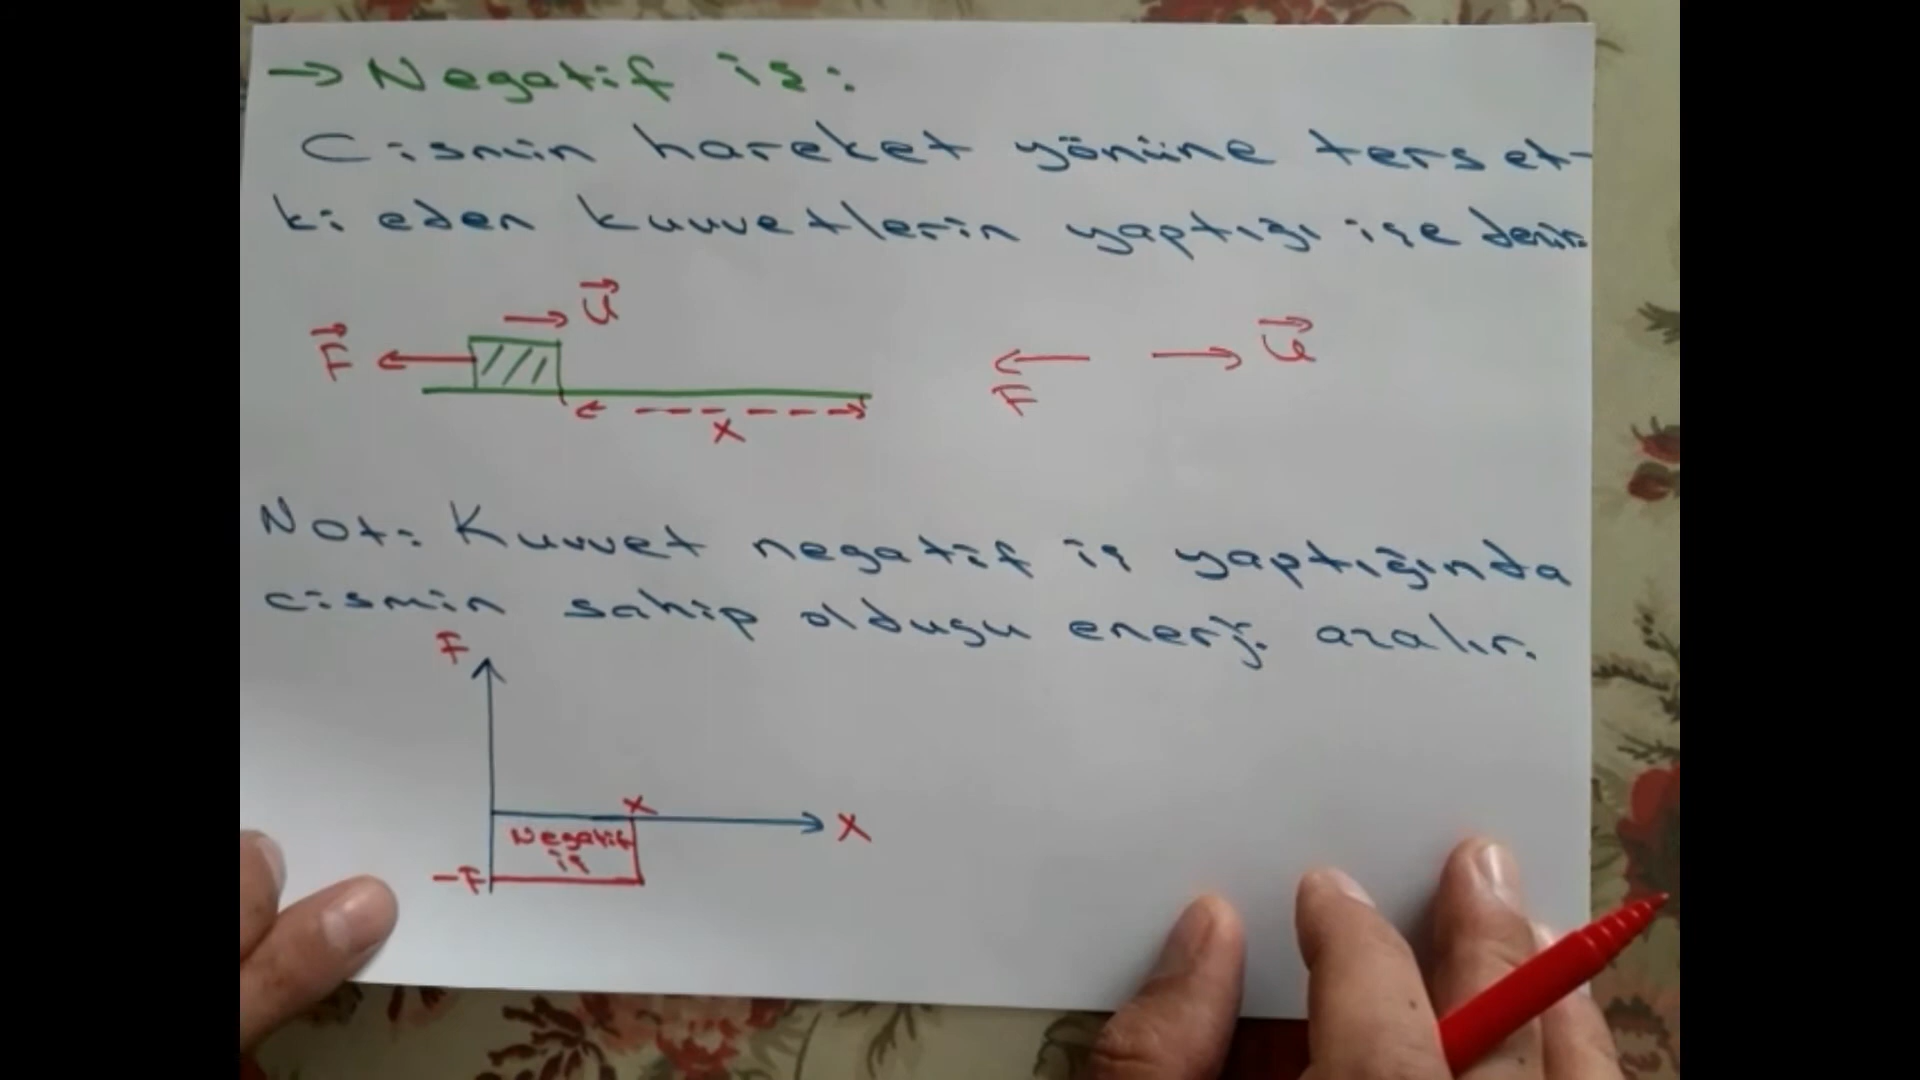 → Negatif iş:
Cismin hareket yönüne ters et-
ki eden kuvvetlerin yaptığı işe denir.
F
v
x
F
v
Not: Kuvvet negatif iş yaptığında
cismin sahip olduğu enerji azalır.
F
x
x
Negatif
iş
-F